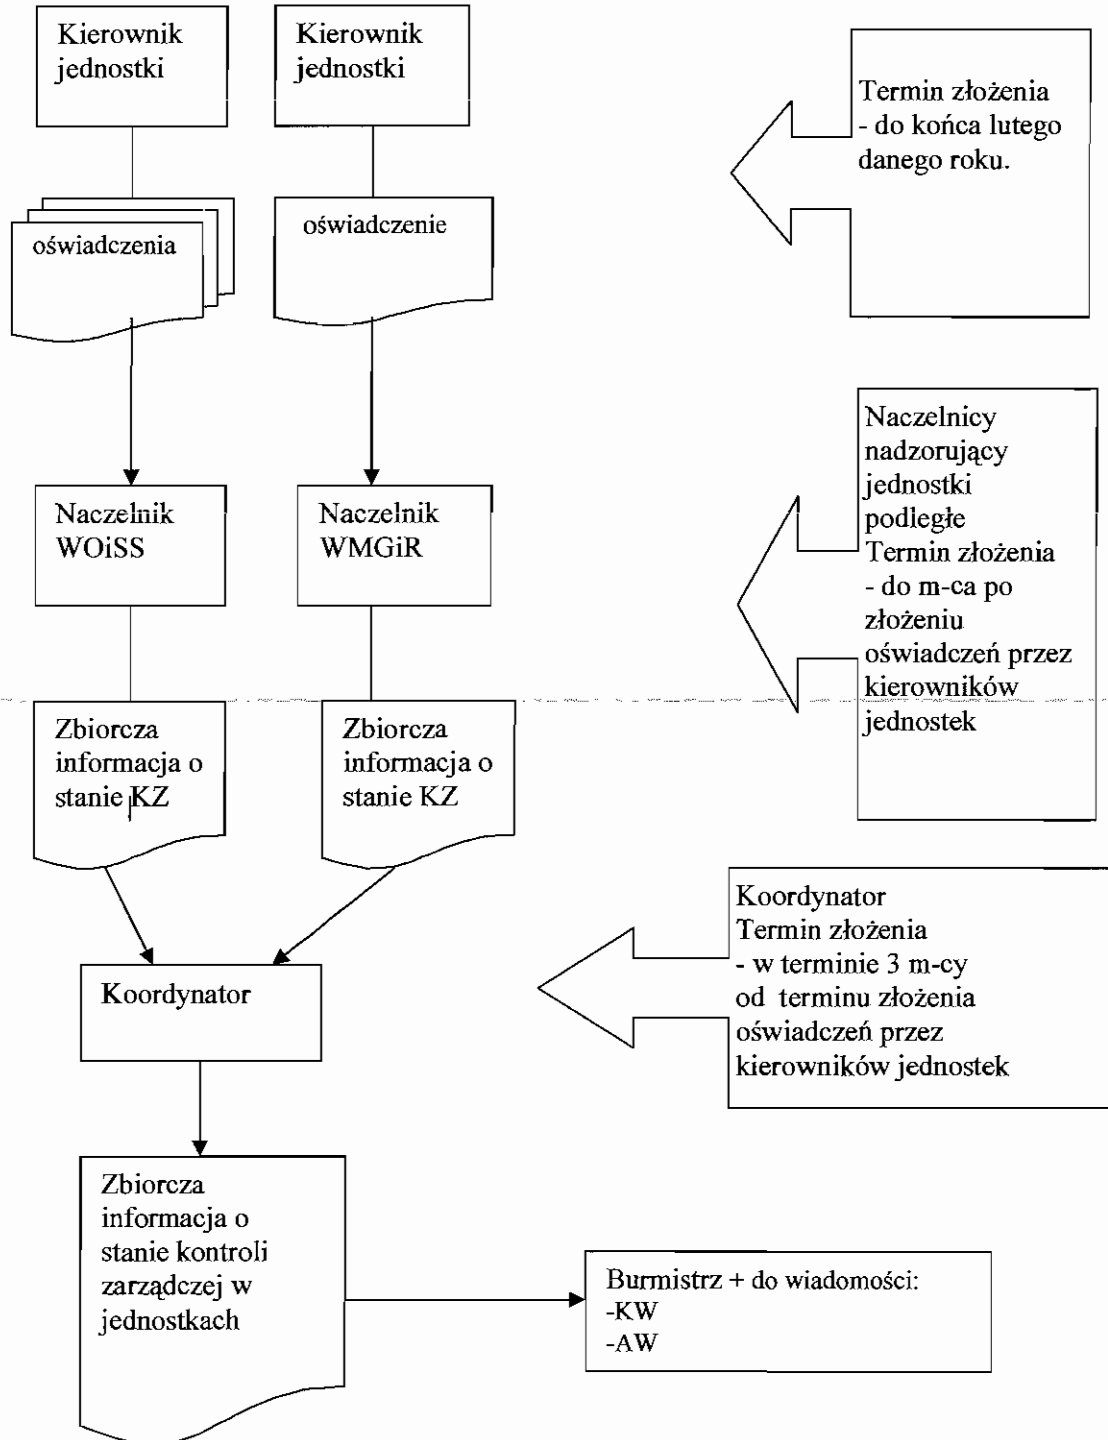 Kierownik
jednostki
Kierownik
jednostki
Termin złożenia
- do końca lutego
danego roku.
oświadczenia
oświadczenie
Naczelnicy
nadzorujący
jednostki
podległe
Termin złożenia
- do m-ca po
złożeniu
oświadczeń przez
kierowników
jednostek
Naczelnik
WOiSS
Naczelnik
WMGiR
Zbiorcza
informacja o
stanie KZ
Zbiorcza
informacja o
stanie KZ
Koordynator
Termin złożenia
- w terminie 3 m-cy
od terminu złożenia
oświadczeń przez
kierowników jednostek
Koordynator
Zbiorcza
informacja o
stanie kontroli
zarządczej w
jednostkach
Burmistrz + do wiadomości:
-KW
-AW